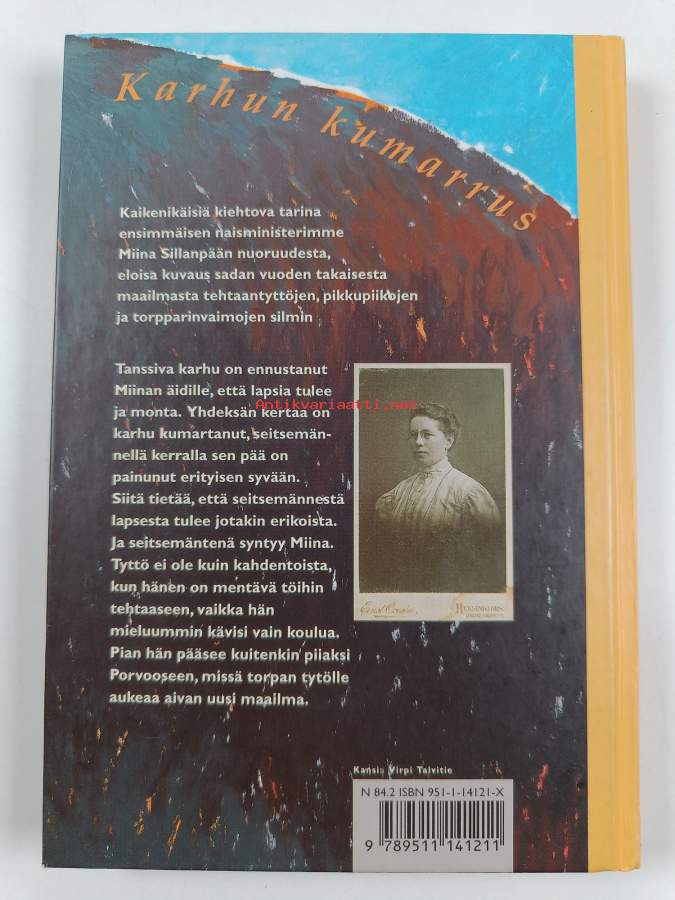 Karhun kumarrus
Kaikenikäisiä kiehtova tarina
ensimmäisen naisministerimme
Miina Sillanpään nuoruudesta,
eloisa kuvaus sadan vuoden takaisesta
maailmasta tehtaantyttöjen, pikkupiikojen
ja torpparinvaimojen silmin
Tanssiva karhu on ennustanut
Miinan äidille, että lapsia tulee
ja monta. Yhdeksän kertaa on
karhu kumartanut, seitsemän-
nellä kerralla sen pää on
painunut erityisen syvään.
Siitä tietää, että seitsemännestä
lapsesta tulee jotakin erikoista.
Ja seitsemäntenä syntyy Miina.
Tyttö ei ole kuin kahdentoista,
kun hänen on mentävä töihin
tehtaaseen, vaikka hän
mieluummin kävisi vain koulua.
Pian hän pääsee kuitenkin piiaksi
Porvooseen, missä torpan tytölle
aukeaa aivan uusi maailma.
Antikvariaatti.net
HELSINGFORS
Kansi: Virpi Talvitie
N 84.2 ISBN 951-1-14121-X
9 789511 141211